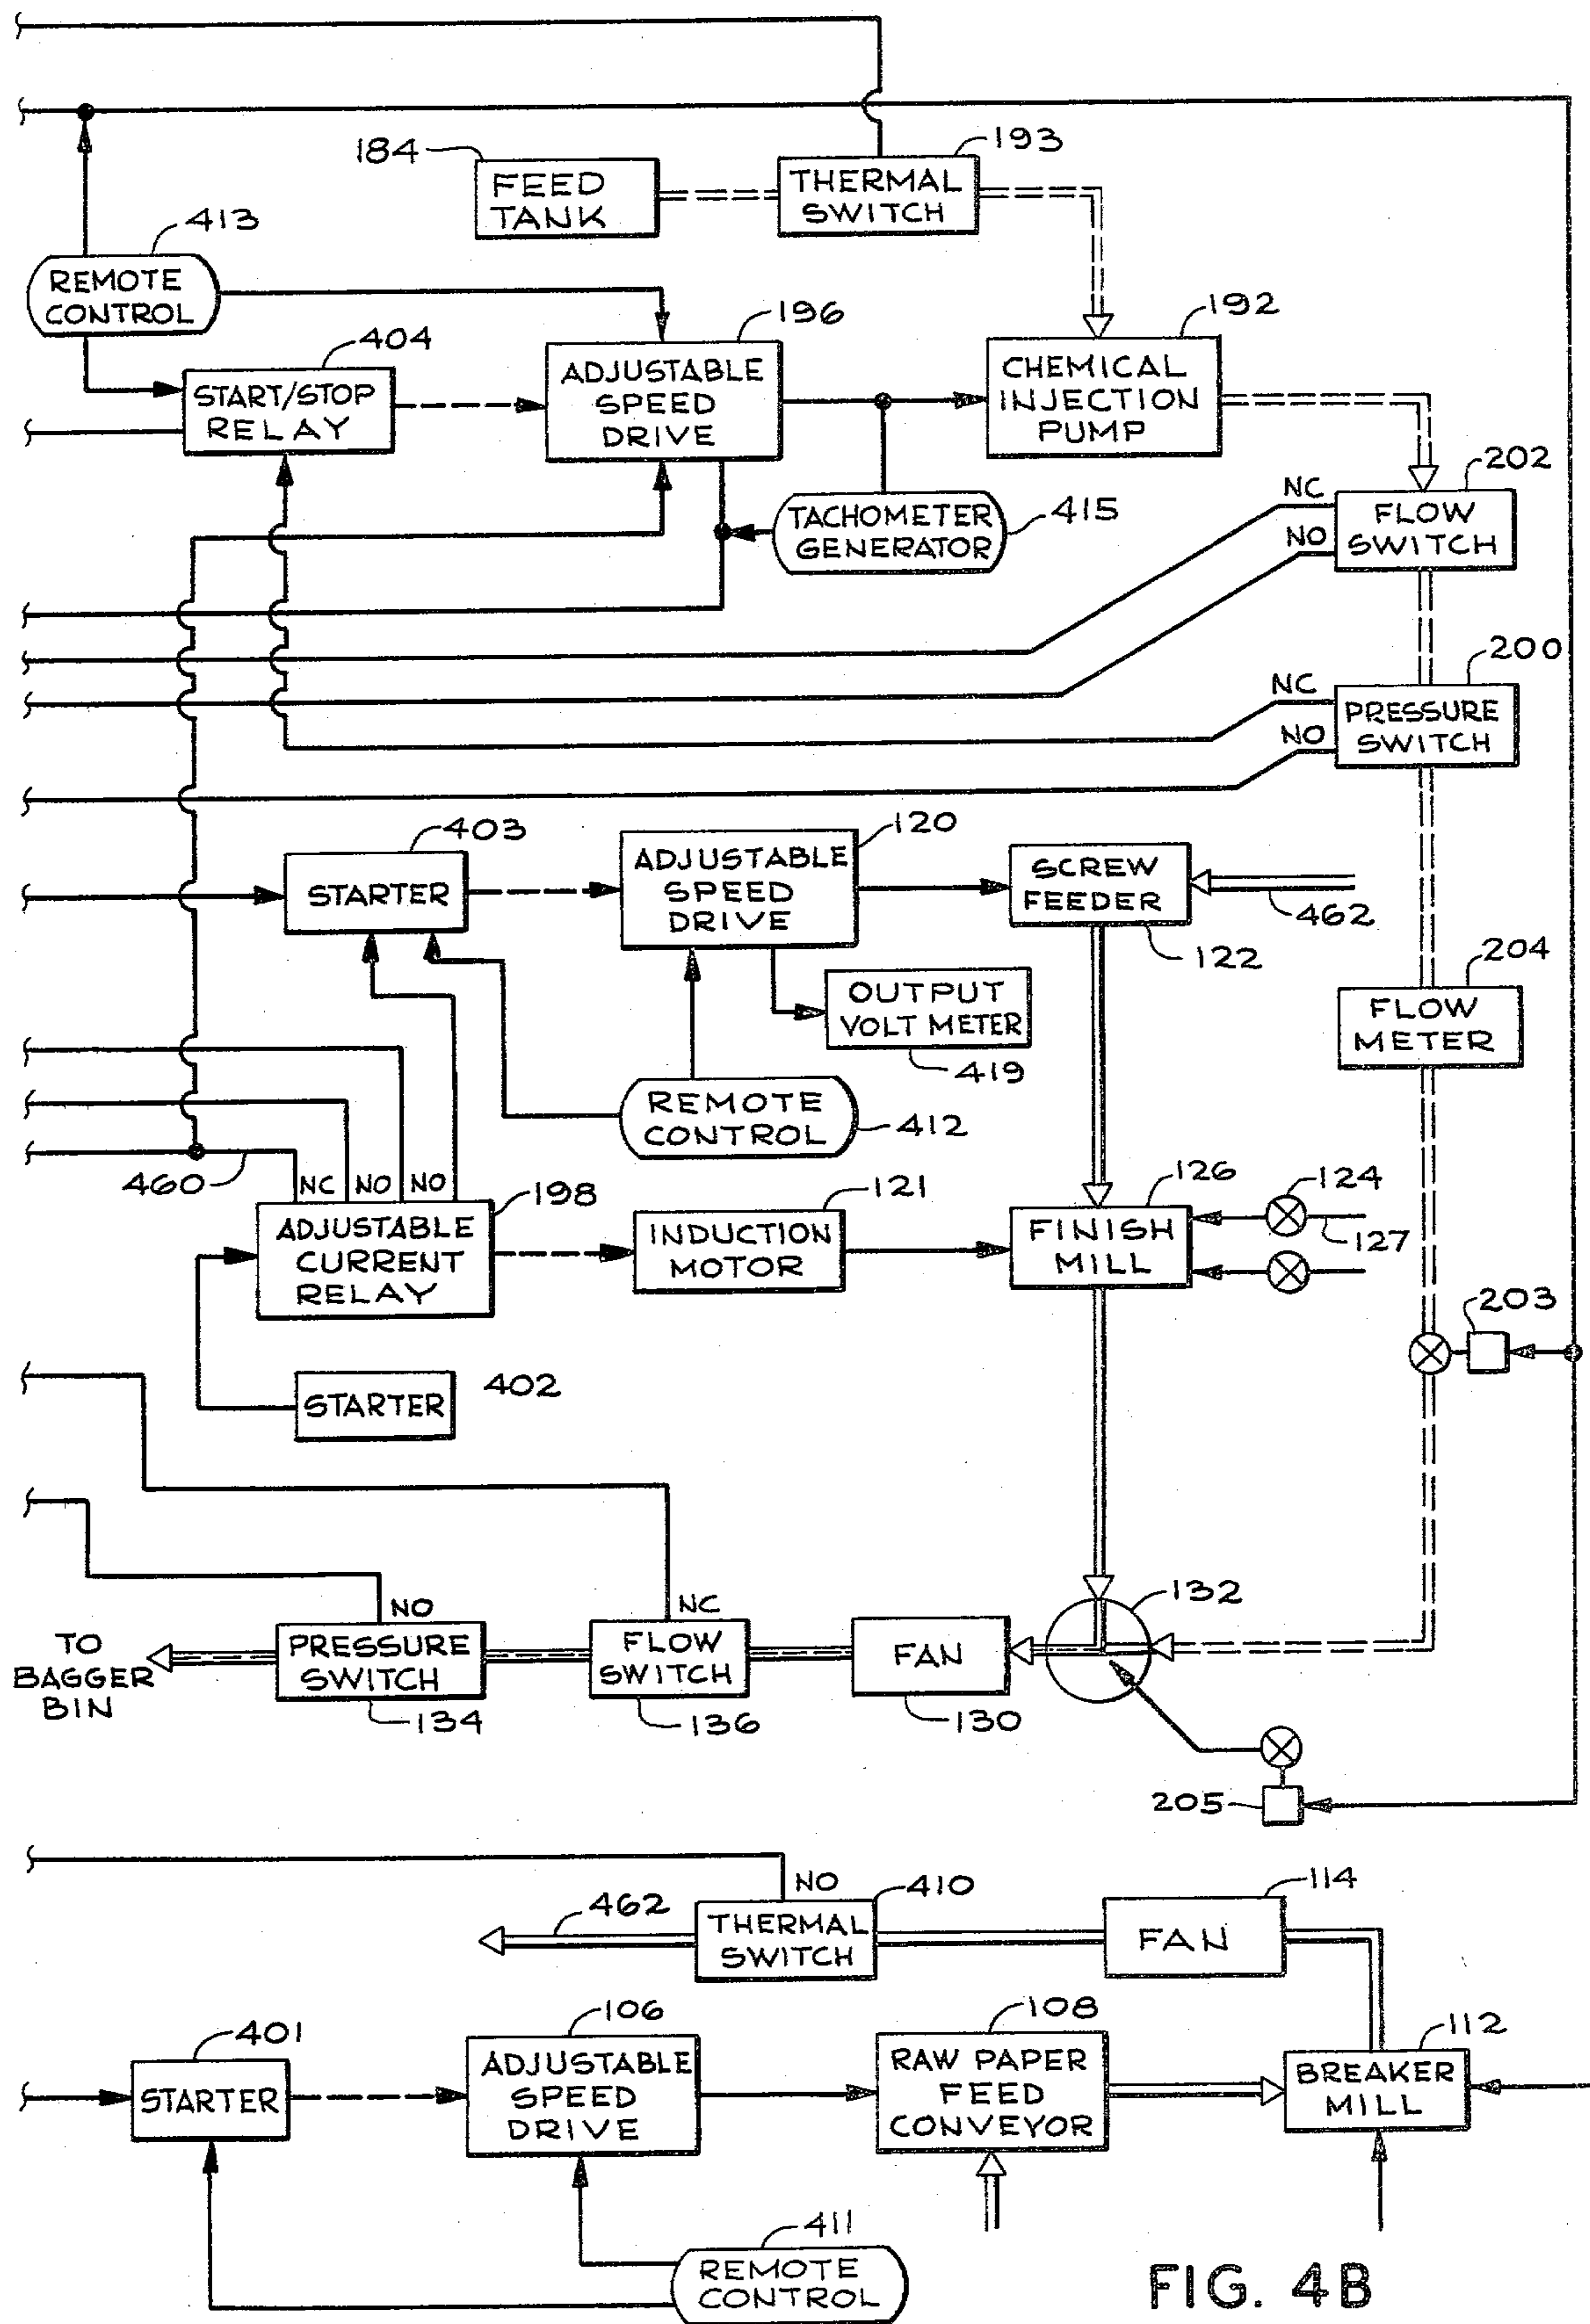 184
FEED
TANK
193
THERMAL
SWITCH
413
REMOTE
CONTROL
404
START/STOP
RELAY
196
ADJUSTABLE
SPEED
DRIVE
192
CHEMICAL
INJECTION
PUMP
202
NC
NO
FLOW
SWITCH
TACHOMETER
GENERATOR
415
200
NC
NO
PRESSURE
SWITCH
403
STARTER
120
ADJUSTABLE
SPEED
DRIVE
SCREW
FEEDER
462
122
204
FLOW
METER
OUTPUT
VOLT METER
419
REMOTE
CONTROL
412
460
NC
NO
NO
198
ADJUSTABLE
CURRENT
RELAY
121
INDUCTION
MOTOR
126
FINISH
MILL
124
127
203
402
STARTER
132
TO
BAGGER
BIN
NO
PRESSURE
SWITCH
134
NC
FLOW
SWITCH
136
FAN
130
205
462
NO
THERMAL
SWITCH
410
114
FAN
401
STARTER
106
ADJUSTABLE
SPEED
DRIVE
108
RAW PAPER
FEED
CONVEYOR
112
BREAKER
MILL
411
REMOTE
CONTROL
FIG. 4B